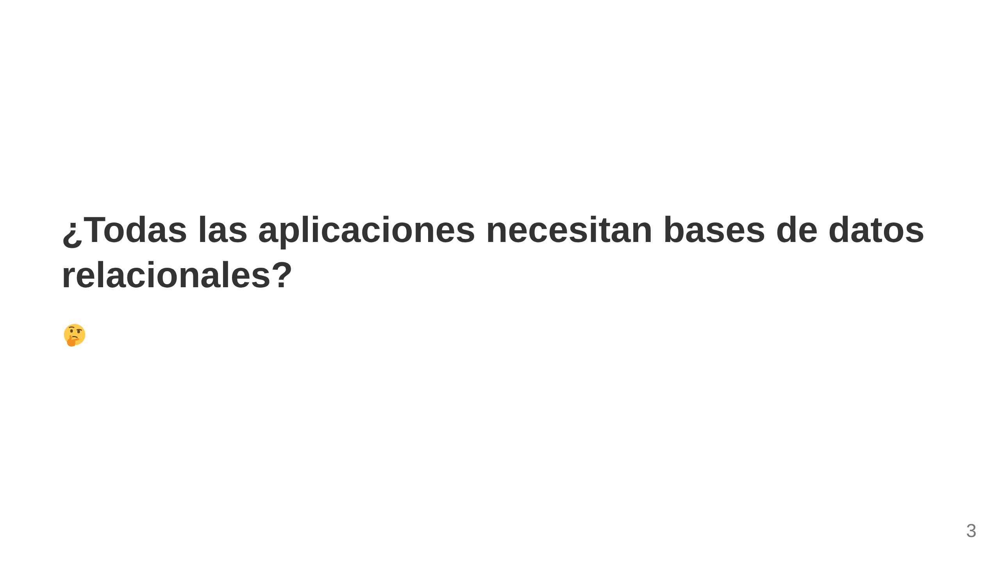 ¿Todas las aplicaciones necesitan bases de datos
relacionales?
🤔
3